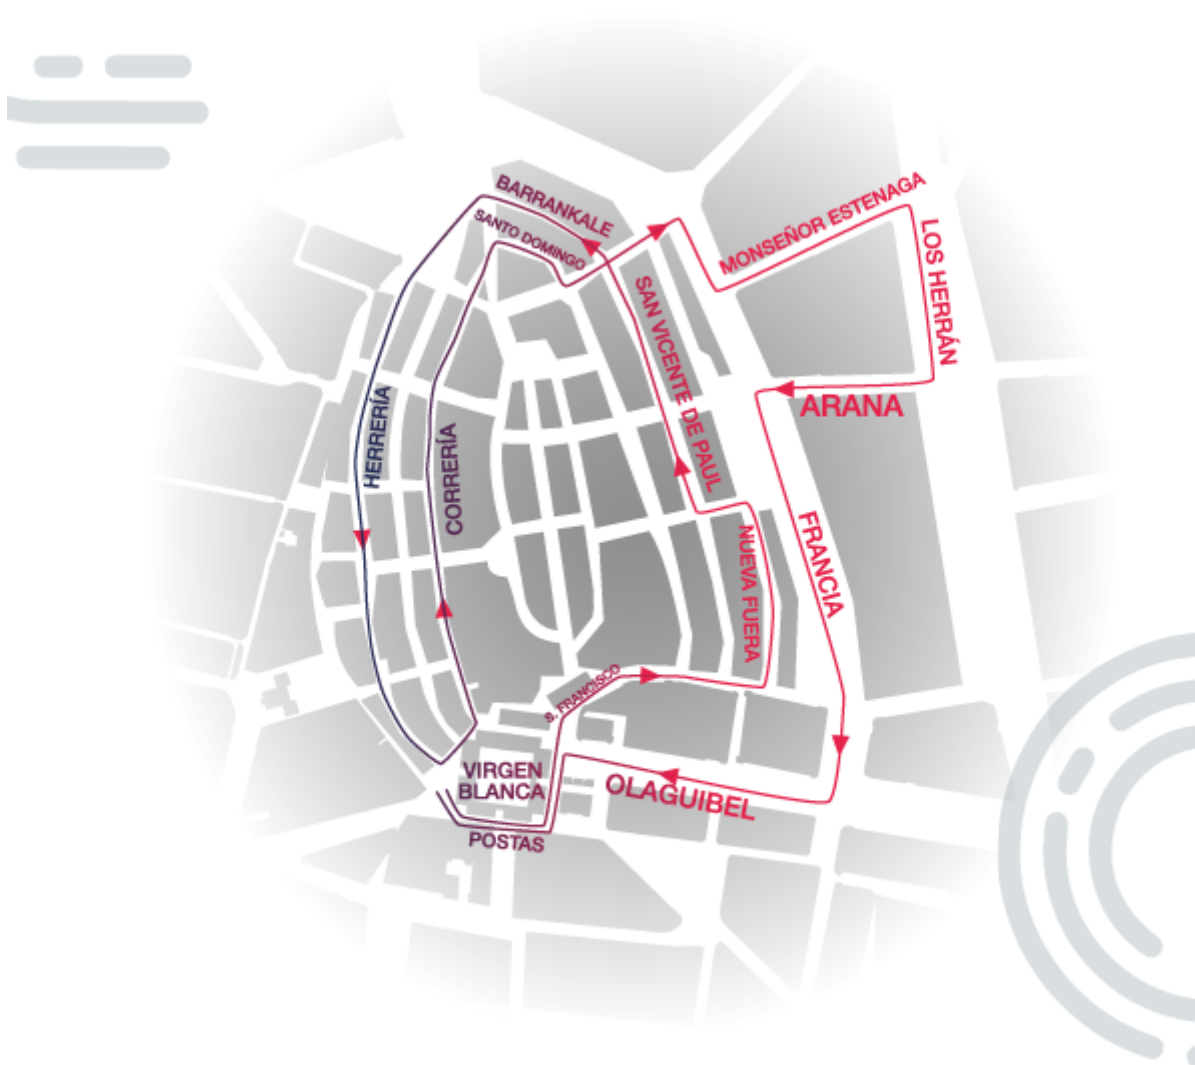 BARRANKALE
SANTO DOMINGO
MONSEÑOR ESTENAGA
LOS HERRÁN
SAN VICENTE DE PAUL
ARANA
HERRERÍA
CORRERÍA
FRANCIA
NUEVA FUERA
S. FRANCISCO
VIRGEN
BLANCA
OLAGUIBEL
POSTAS